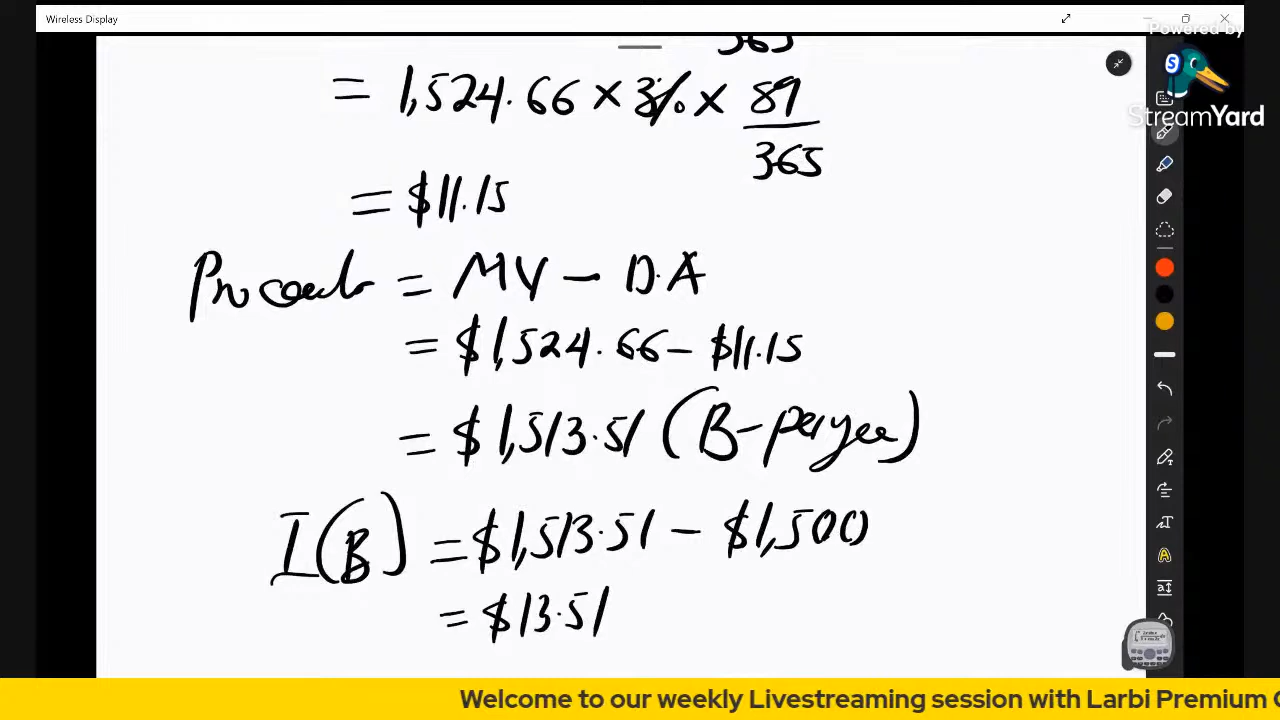 Wireless Display
Powered by
StreamYard
365
= 1,524.66 × 3% × 89
365
= $11.15
Proceeds = MV – D.A
= $1,524.66 – $11.15
= $1,513.51 (B-payee)
I(B) = $1,513.51 – $1,500
= $13.51
Welcome to our weekly Livestreaming session with Larbi Premium